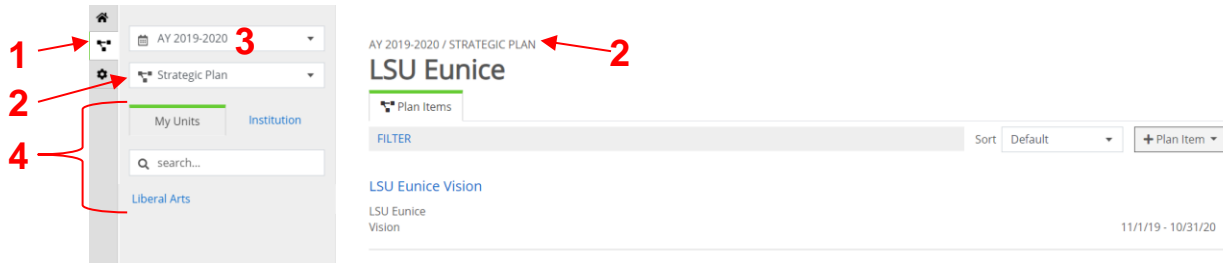 1
2
3
4
AY 2019-2020
Strategic Plan
My Units
Institution
search...
Liberal Arts
AY 2019-2020 / STRATEGIC PLAN
2
LSU Eunice
Plan Items
FILTER
Sort Default
+ Plan Item
LSU Eunice Vision
LSU Eunice
Vision
11/1/19 - 10/31/20